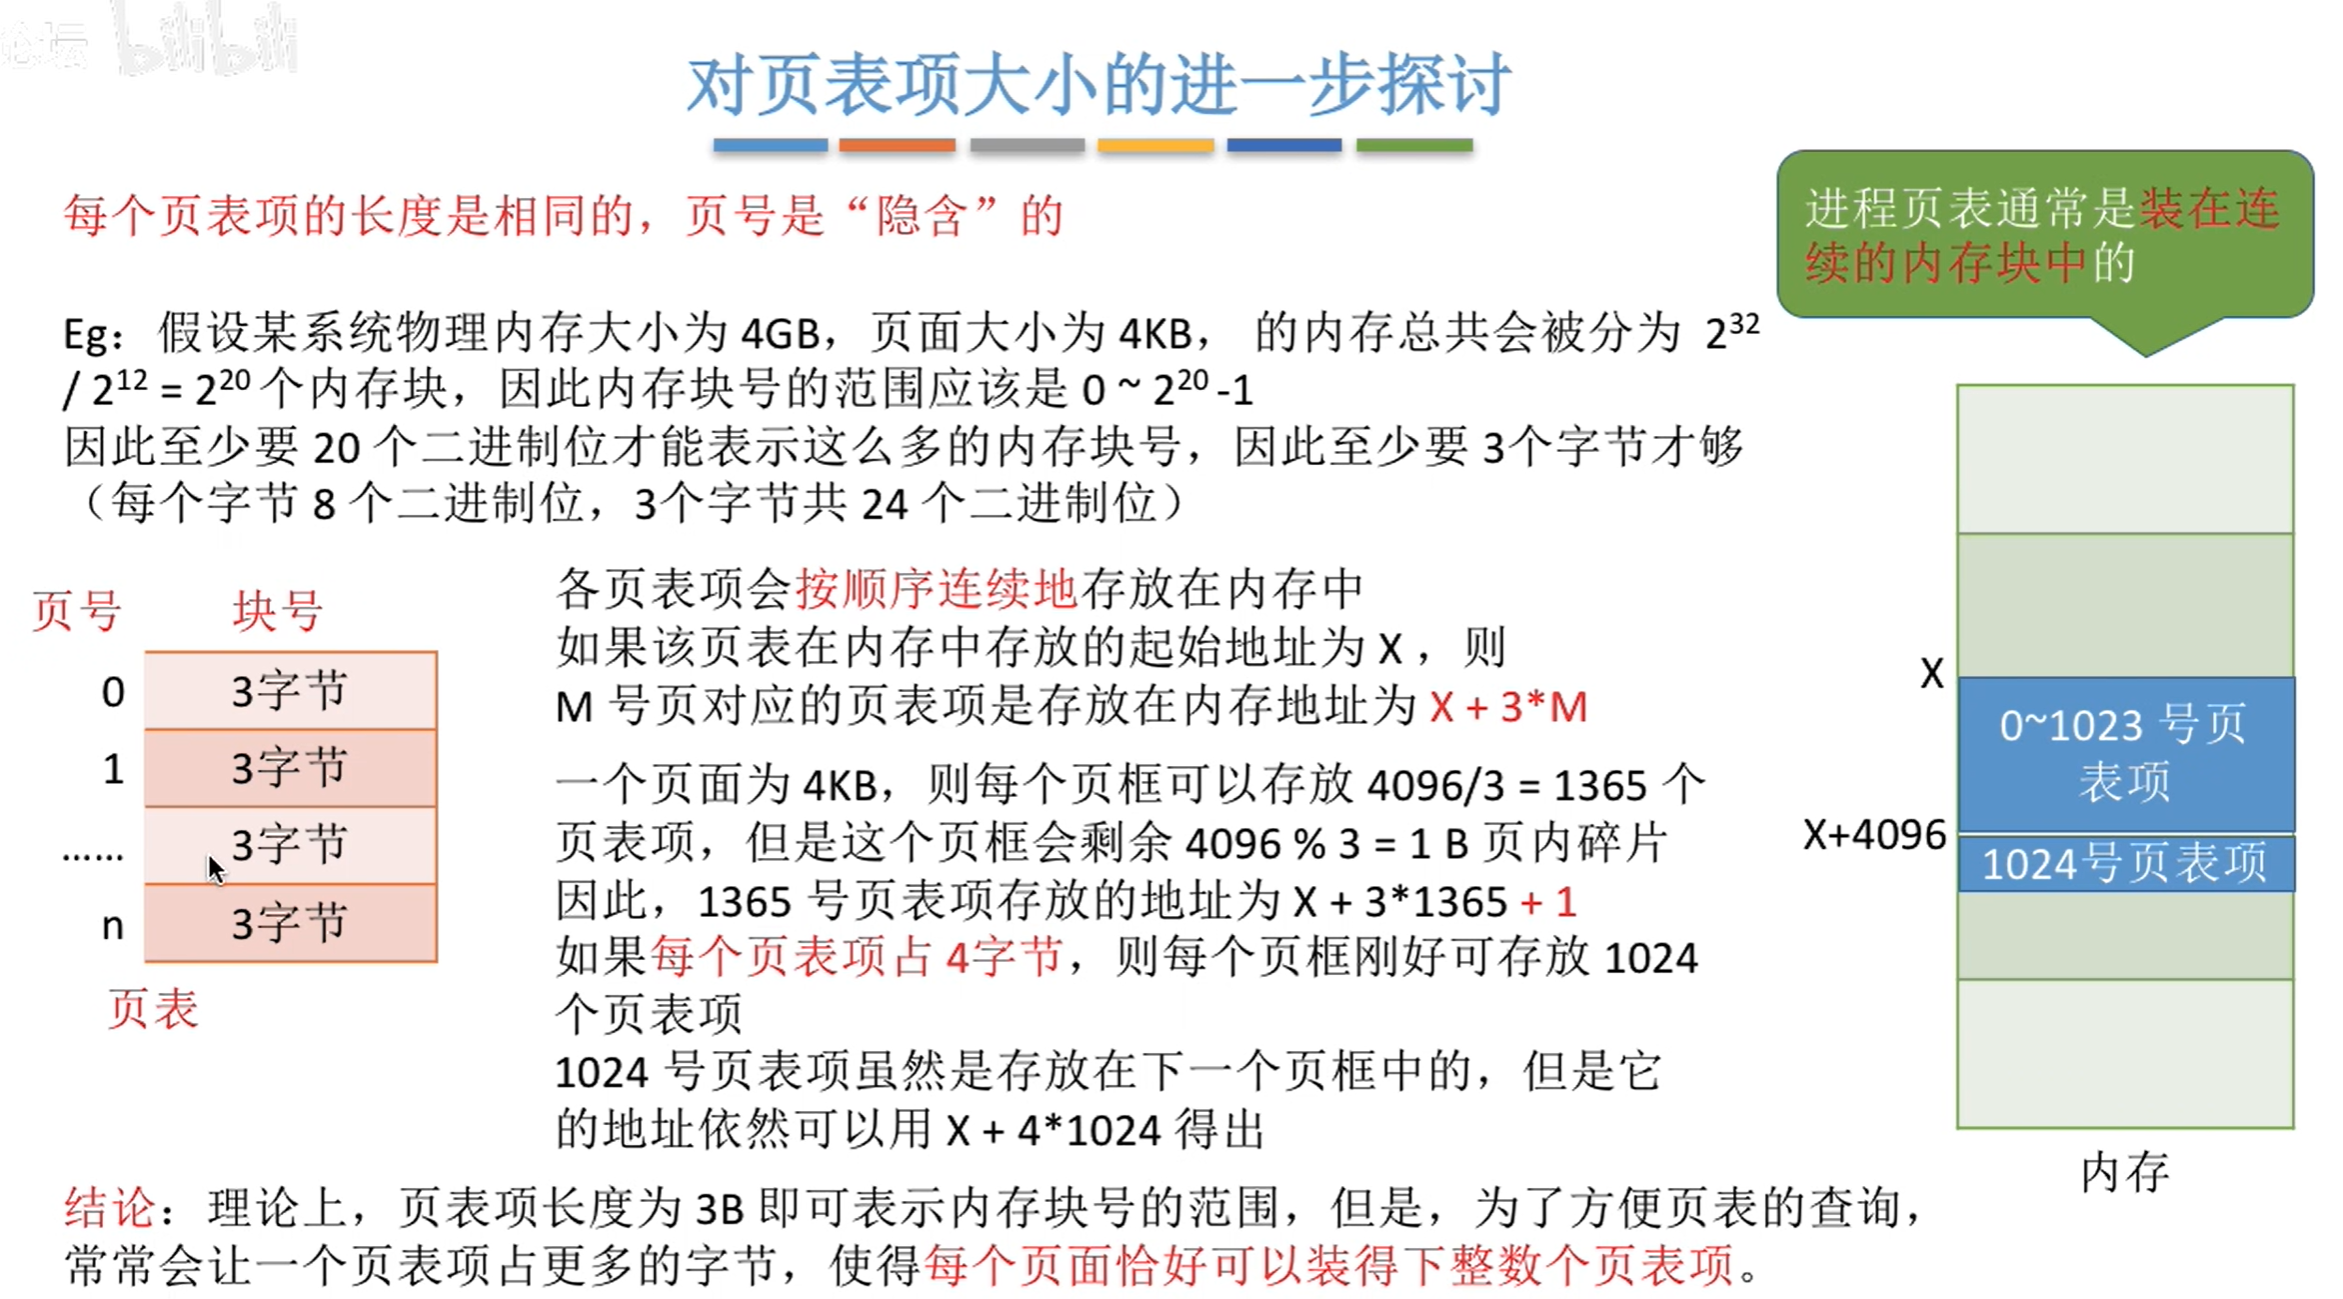 论坛 bilibili
对页表项大小的进一步探讨
每个页表项的长度是相同的，页号是“隐含”的
进程页表通常是装在连
续的内存块中的
Eg：假设某系统物理内存大小为 4GB，页面大小为 4KB， 的内存总共会被分为 2³²
/ 2¹² = 2²⁰ 个内存块，因此内存块号的范围应该是 0 ~ 2²⁰ -1
因此至少要 20 个二进制位才能表示这么多的内存块号，因此至少要 3个字节才够
（每个字节 8 个二进制位，3个字节共 24 个二进制位）
页号 块号
0 3字节
1 3字节
…… 3字节
n 3字节
页表
各页表项会按顺序连续地存放在内存中
如果该页表在内存中存放的起始地址为 X ，则
M 号页对应的页表项是存放在内存地址为 X + 3*M
一个页面为 4KB，则每个页框可以存放 4096/3 = 1365 个
页表项，但是这个页框会剩余 4096 % 3 = 1 B 页内碎片
因此，1365 号页表项存放的地址为 X + 3*1365 + 1
如果每个页表项占 4字节，则每个页框刚好可存放 1024
个页表项
1024 号页表项虽然是存放在下一个页框中的，但是它
的地址依然可以用 X + 4*1024 得出
X
0~1023 号页
表项
X+4096
1024号页表项
内存
结论：理论上，页表项长度为 3B 即可表示内存块号的范围，但是，为了方便页表的查询，
常常会让一个页表项占更多的字节，使得每个页面恰好可以装得下整数个页表项。